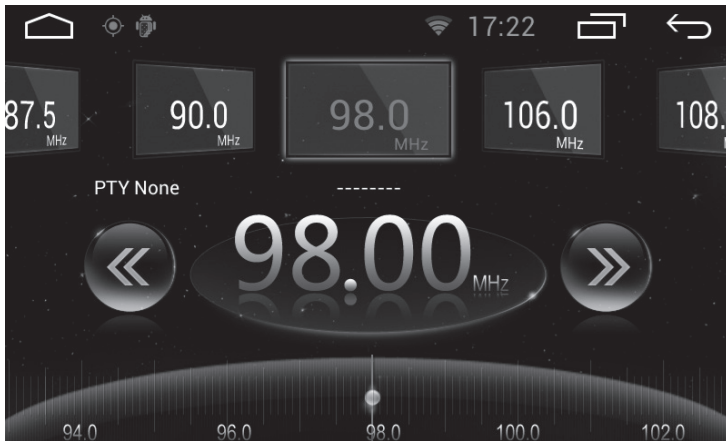 17:22
87.5 MHz 90.0 MHz 98.0 MHz 106.0 MHz 108.
PTY None --------
98.00 MHz
94.0 96.0 98.0 100.0 102.0